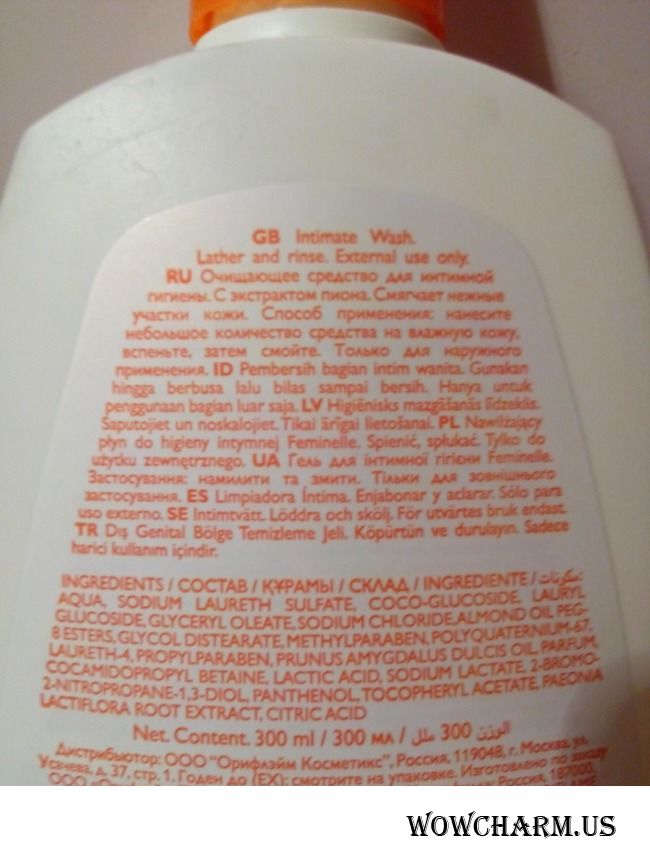 GB Intimate Wash.
Lather and rinse. External use only.
RU Очищающее средство для интимной
гигиены. С экстрактом пиона. Смягчает нежные
участки кожи. Способ применения: нанесите
небольшое количество средства на влажную кожу,
вспеньте, затем смойте. Только для наружного
применения. ID Pembersih bagian intim wanita. Gunakan
hingga berbusa lalu bilas sampai bersih. Hanya untuk
penggunaan bagian luar saja. LV Higiēnisks mazgāšanās līdzeklis.
Saputojiet un noskalojiet. Tikai ārīgai lietošanai. PL Nawilżający
płyn do higieny intymnej Feminelle. Spienić, spłukać. Tylko do
użytku zewnętrznego. UA Гель для інтимної гігієни Feminelle.
Застосування: намилити та змити. Тільки для зовнішнього
застосування. ES Limpiadora Íntima. Enjabonar y aclarar. Sólo para
uso externo. SE Intimtvätt. Löddra och skölj. För utvärtes bruk endast.
TR Dış Genital Bölge Temizleme Jeli. Köpürtün ve durulayın. Sadece
harici kullanım içindir.
INGREDIENTS / СОСТАВ / ҚҰРАМЫ / СКЛАД / INGREDIENTE /
AQUA, SODIUM LAURETH SULFATE, COCO-GLUCOSIDE, LAURYL
GLUCOSIDE, GLYCERYL OLEATE, SODIUM CHLORIDE, ALMOND OIL PEG-
8 ESTERS, GLYCOL DISTEARATE, METHYLPARABEN, POLYQUATERNIUM-67,
LAURETH-4, PROPYLPARABEN, PRUNUS AMYGDALUS DULCIS OIL, PARFUM,
COCAMIDOPROPYL BETAINE, LACTIC ACID, SODIUM LACTATE, 2-BROMO-
2-NITROPROPANE-1,3-DIOL, PANTHENOL, TOCOPHERYL ACETATE, PAEONIA
LACTIFLORA ROOT EXTRACT, CITRIC ACID
Net. Content. 300 ml / 300 мл / الوزن 300 ملل
Дистрибьютор: ООО "Орифлэйм Косметикс", Россия, 119048, г. Москва, ул.
Усачева, д. 37, стр. 1. Годен до (EX): смотрите на упаковке. Изготовлено по заказу
Россия, 187000,
WOWCHARM.US